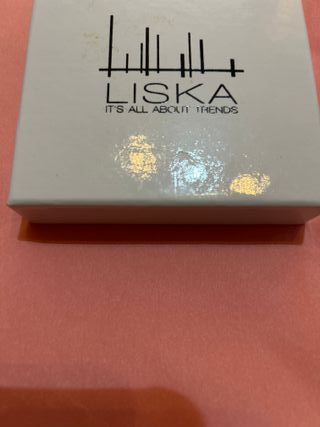 LISKA
IT'S ALL ABOUT TRENDS